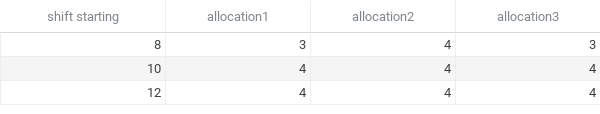 shift starting allocation1 allocation2 allocation3
8 3 4 3
10 4 4 4
12 4 4 4